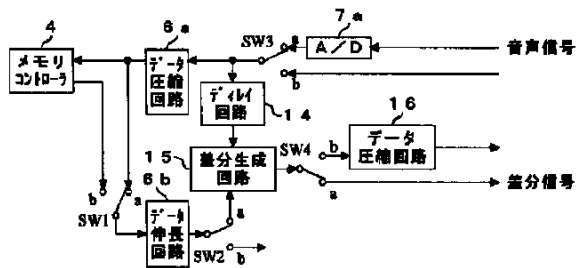 4
メモリ
コントローラ
6a
データ
圧縮
回路
SW3
a
b
7a
A/D
音声信号
ディレイ
回路
14
15
差分生成
回路
SW4
b
a
16
データ
圧縮回路
差分信号
b
a
SW1
6b
データ
伸長
回路
a
SW2
b